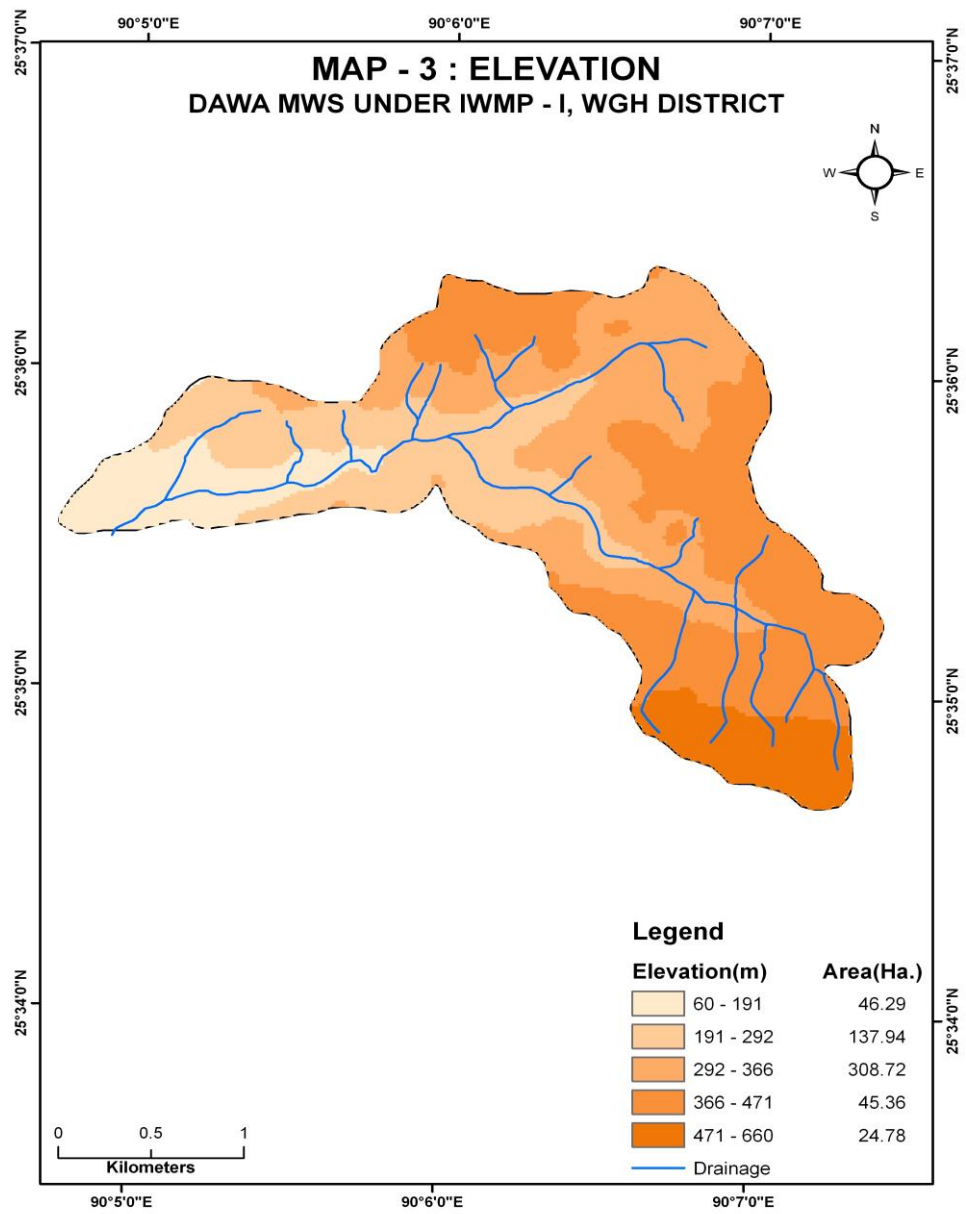 90°5'0"E 90°6'0"E 90°7'0"E
25°37'0"N
25°37'0"N
MAP - 3 : ELEVATION
DAWA MWS UNDER IWMP - I, WGH DISTRICT
N
W E
S
25°36'0"N
25°36'0"N
25°35'0"N
25°35'0"N
Legend
Elevation(m) Area(Ha.)
60 - 191 46.29
191 - 292 137.94
292 - 366 308.72
366 - 471 45.36
471 - 660 24.78
Drainage
25°34'0"N
25°34'0"N
0 0.5 1
Kilometers
90°5'0"E 90°6'0"E 90°7'0"E